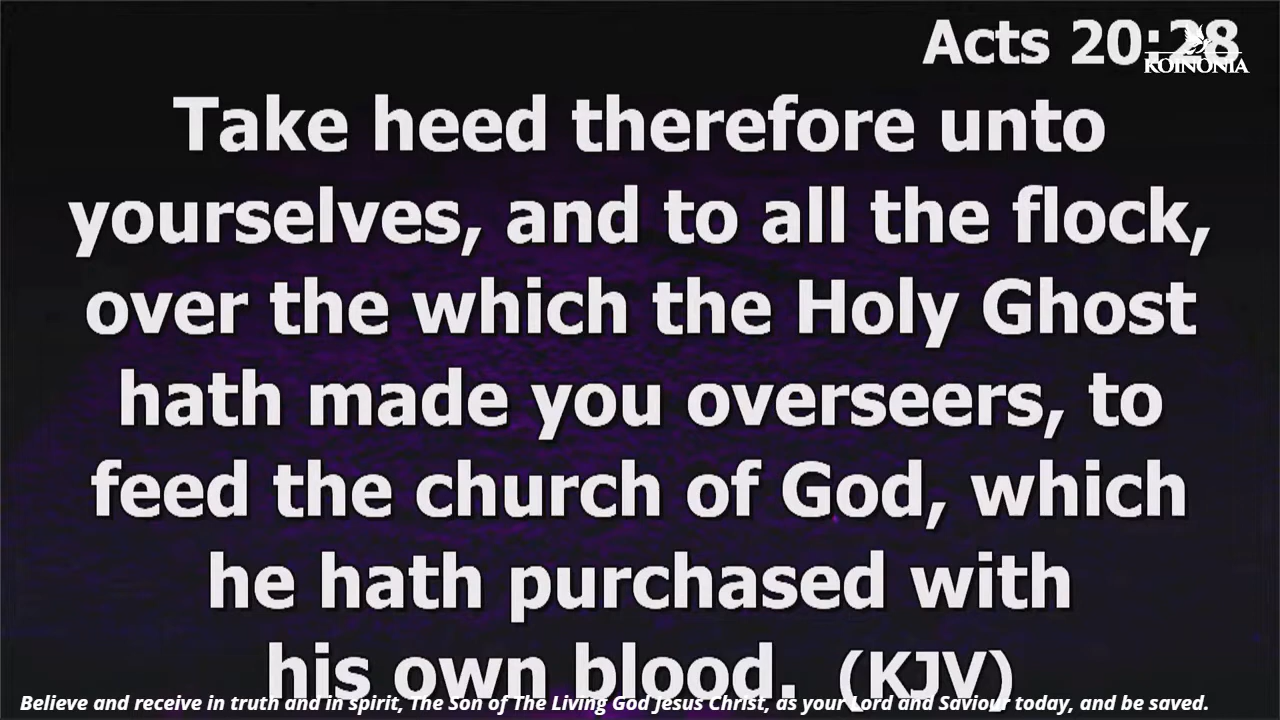 Acts 20:28
KOINONIA
Take heed therefore unto
yourselves, and to all the flock,
over the which the Holy Ghost
hath made you overseers, to
feed the church of God, which
he hath purchased with
his own blood. (KJV)
Believe and receive in truth and in spirit, The Son of The Living God Jesus Christ, as your Lord and Saviour today, and be saved.